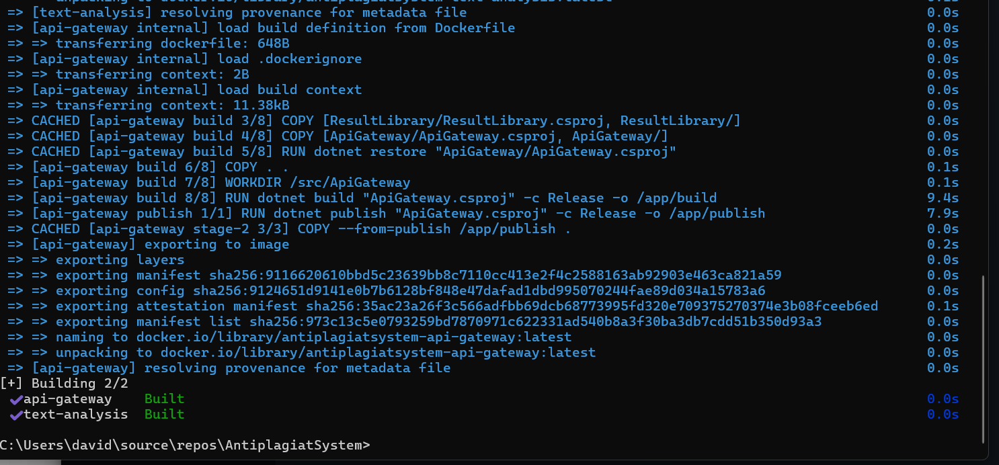 => [text-analysis] resolving provenance for metadata file 0.0s
=> [api-gateway internal] load build definition from Dockerfile 0.0s
=> => transferring dockerfile: 648B 0.0s
=> [api-gateway internal] load .dockerignore 0.0s
=> => transferring context: 2B 0.0s
=> [api-gateway internal] load build context 0.0s
=> => transferring context: 11.38kB 0.0s
=> CACHED [api-gateway build 3/8] COPY [ResultLibrary/ResultLibrary.csproj, ResultLibrary/] 0.0s
=> CACHED [api-gateway build 4/8] COPY [ApiGateway/ApiGateway.csproj, ApiGateway/] 0.0s
=> CACHED [api-gateway build 5/8] RUN dotnet restore "ApiGateway/ApiGateway.csproj" 0.0s
=> [api-gateway build 6/8] COPY . . 0.1s
=> [api-gateway build 7/8] WORKDIR /src/ApiGateway 0.1s
=> [api-gateway build 8/8] RUN dotnet build "ApiGateway.csproj" -c Release -o /app/build 9.4s
=> [api-gateway publish 1/1] RUN dotnet publish "ApiGateway.csproj" -c Release -o /app/publish 7.9s
=> CACHED [api-gateway stage-2 3/3] COPY --from=publish /app/publish . 0.0s
=> [api-gateway] exporting to image 0.2s
=> => exporting layers 0.0s
=> => exporting manifest sha256:9116620610bbd5c23639bb8c7110cc413e2f4c2588163ab92903e463ca821a59 0.0s
=> => exporting config sha256:9124651d9141e0b7b6128bf848e47dafad1dbd995070244fae89d034a15783a6 0.0s
=> => exporting attestation manifest sha256:35ac23a26f3c566adfbb69dcb68773995fd320e709375270374e3b08fceeb6ed 0.1s
=> => exporting manifest list sha256:973c13c5e0793259bd7870971c622331ad540b8a3f30ba3db7cdd51b350d93a3 0.0s
=> => naming to docker.io/library/antiplagiatsystem-api-gateway:latest 0.0s
=> => unpacking to docker.io/library/antiplagiatsystem-api-gateway:latest 0.0s
=> [api-gateway] resolving provenance for metadata file 0.0s
[+] Building 2/2
✔api-gateway Built 0.0s
✔text-analysis Built 0.0s
C:\Users\david\source\repos\AntiplagiatSystem>